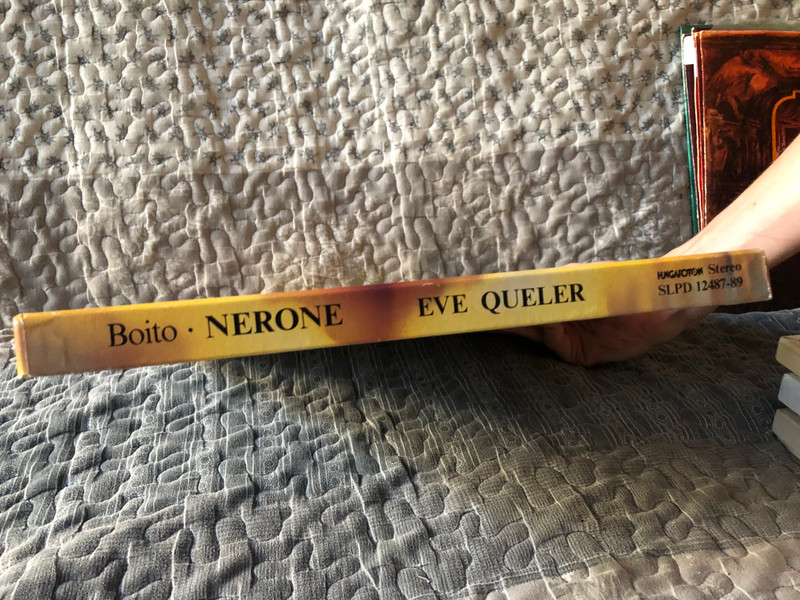 Boito · NERONE
EVE QUELER
HUNGAROTON Stereo
SLPD 12487-89